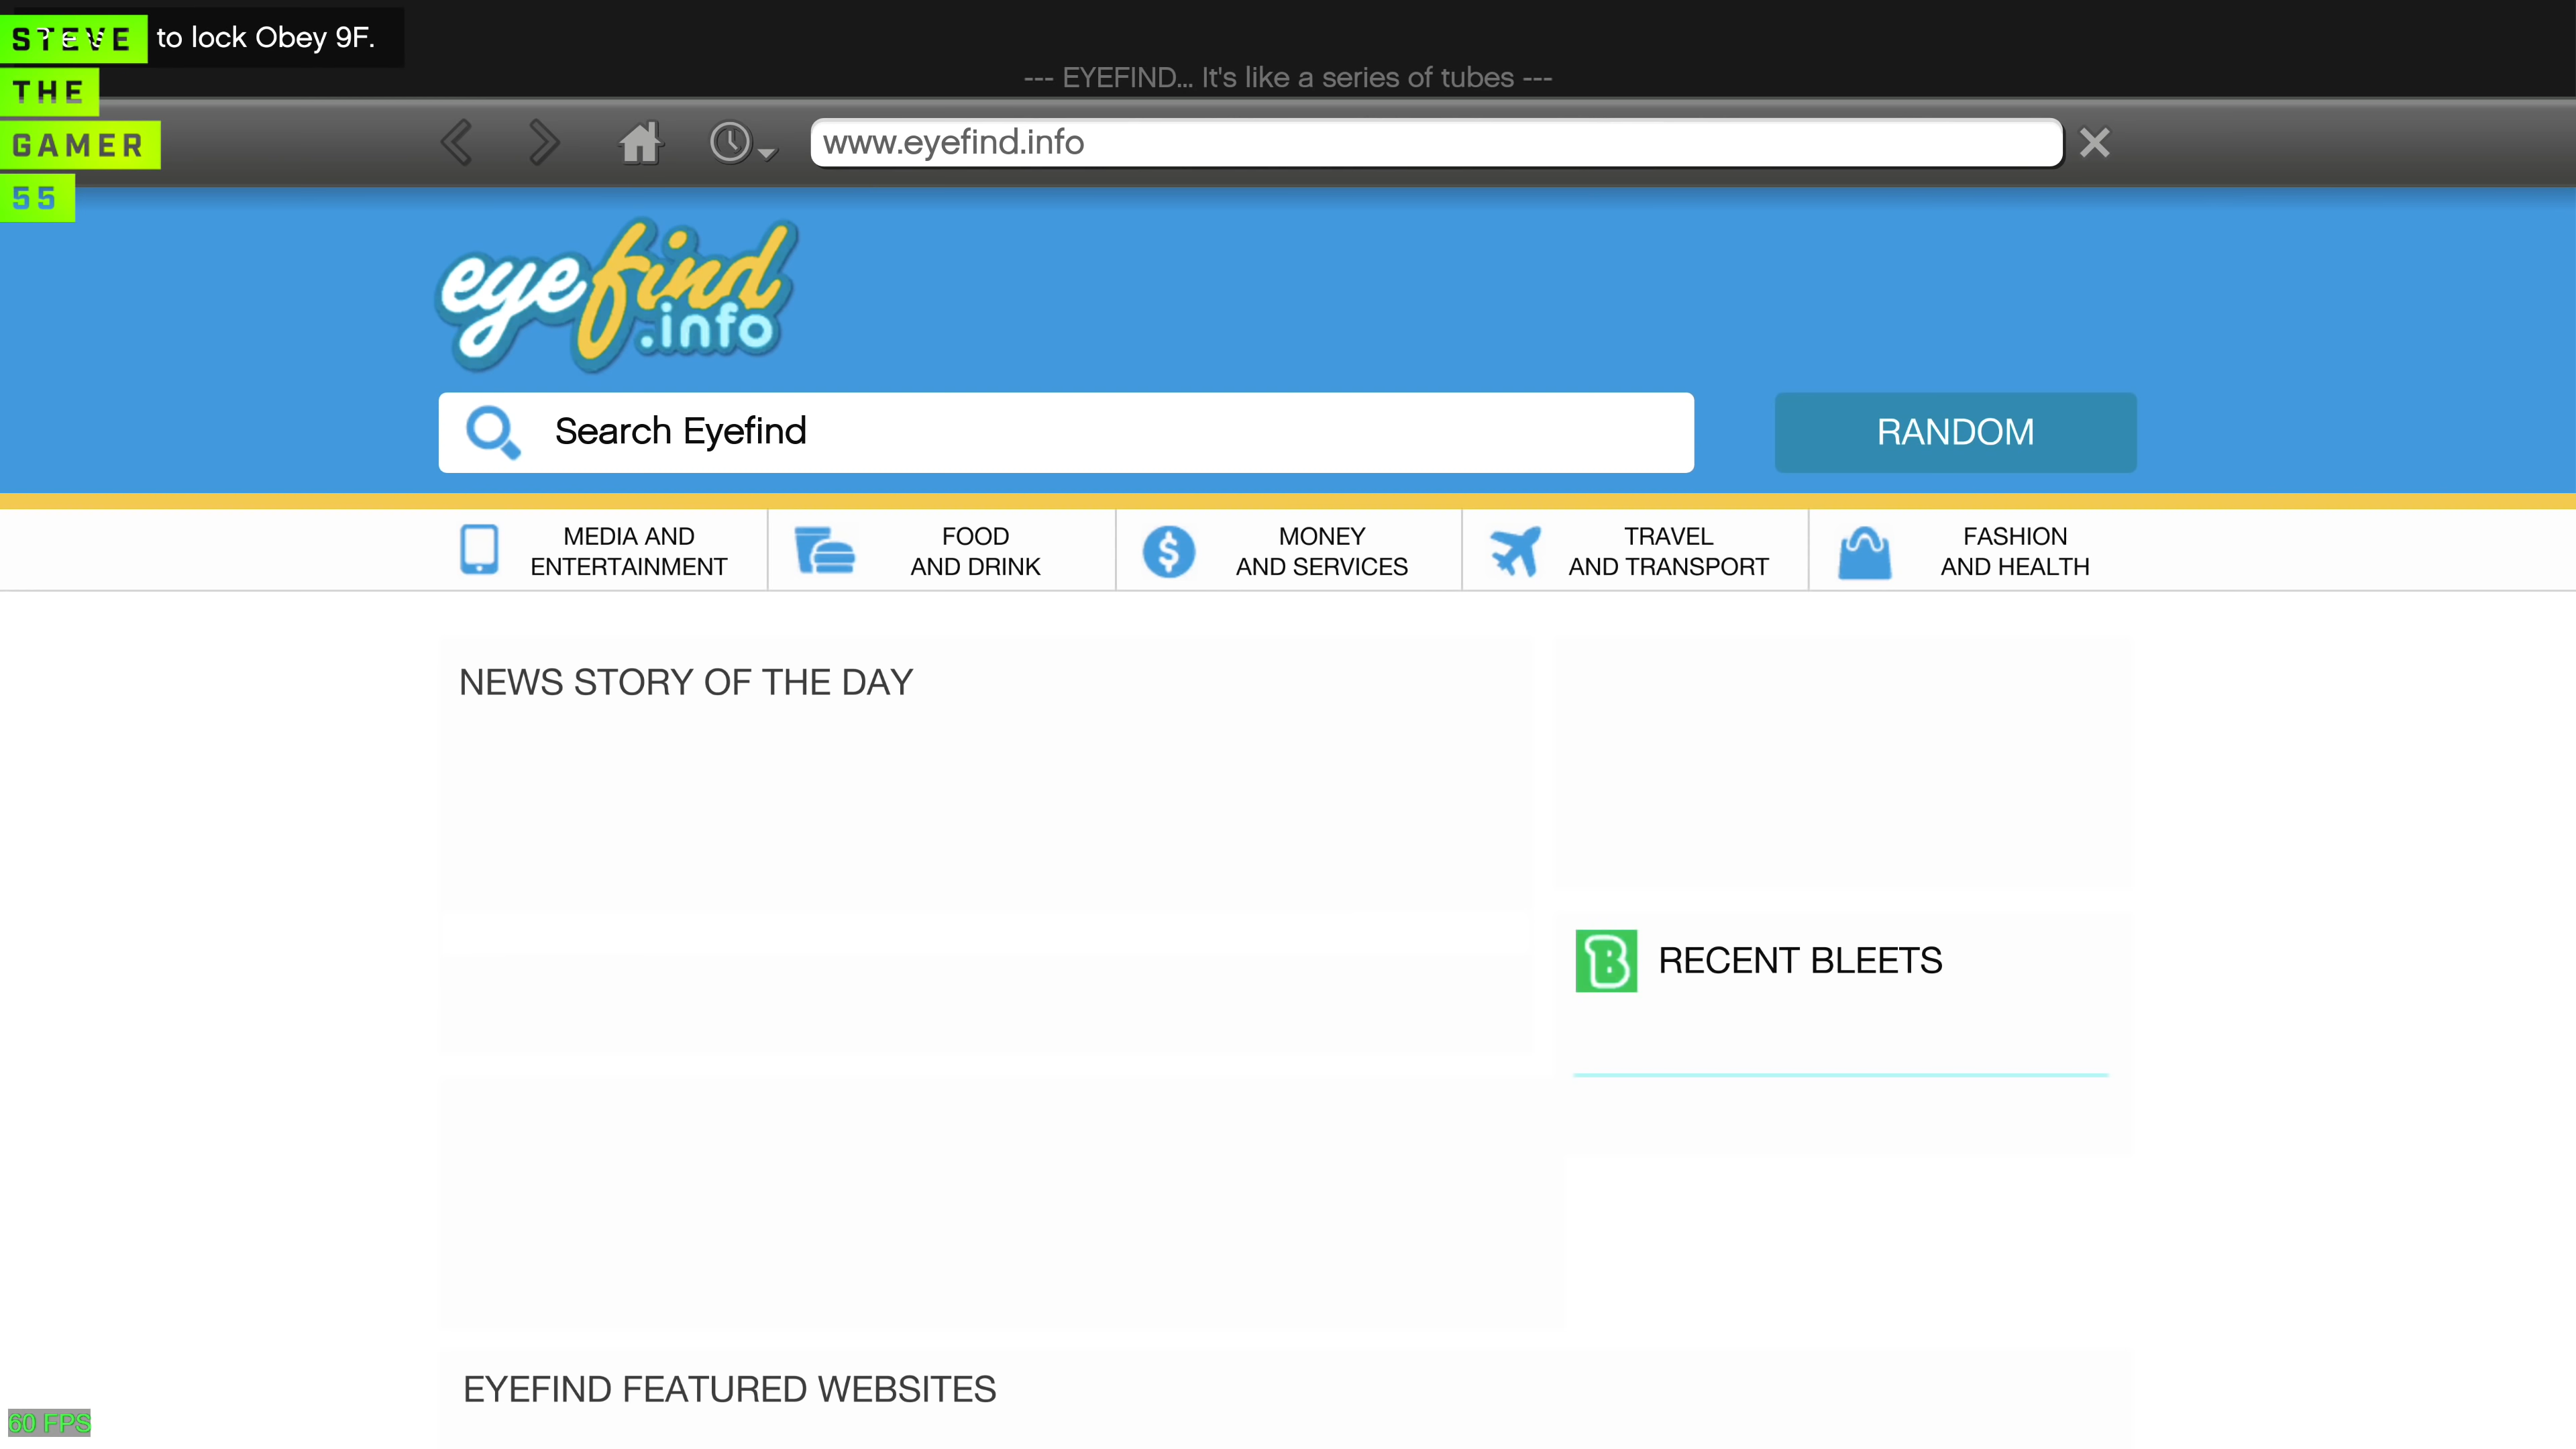 STEVE
to lock Obey 9F.
THE
GAMER
55
--- EYEFIND... It's like a series of tubes ---
www.eyefind.info
eyefind
.info
Search Eyefind
RANDOM
MEDIA AND
ENTERTAINMENT
FOOD
AND DRINK
MONEY
AND SERVICES
TRAVEL
AND TRANSPORT
FASHION
AND HEALTH
NEWS STORY OF THE DAY
B RECENT BLEETS
EYEFIND FEATURED WEBSITES
60 FPS